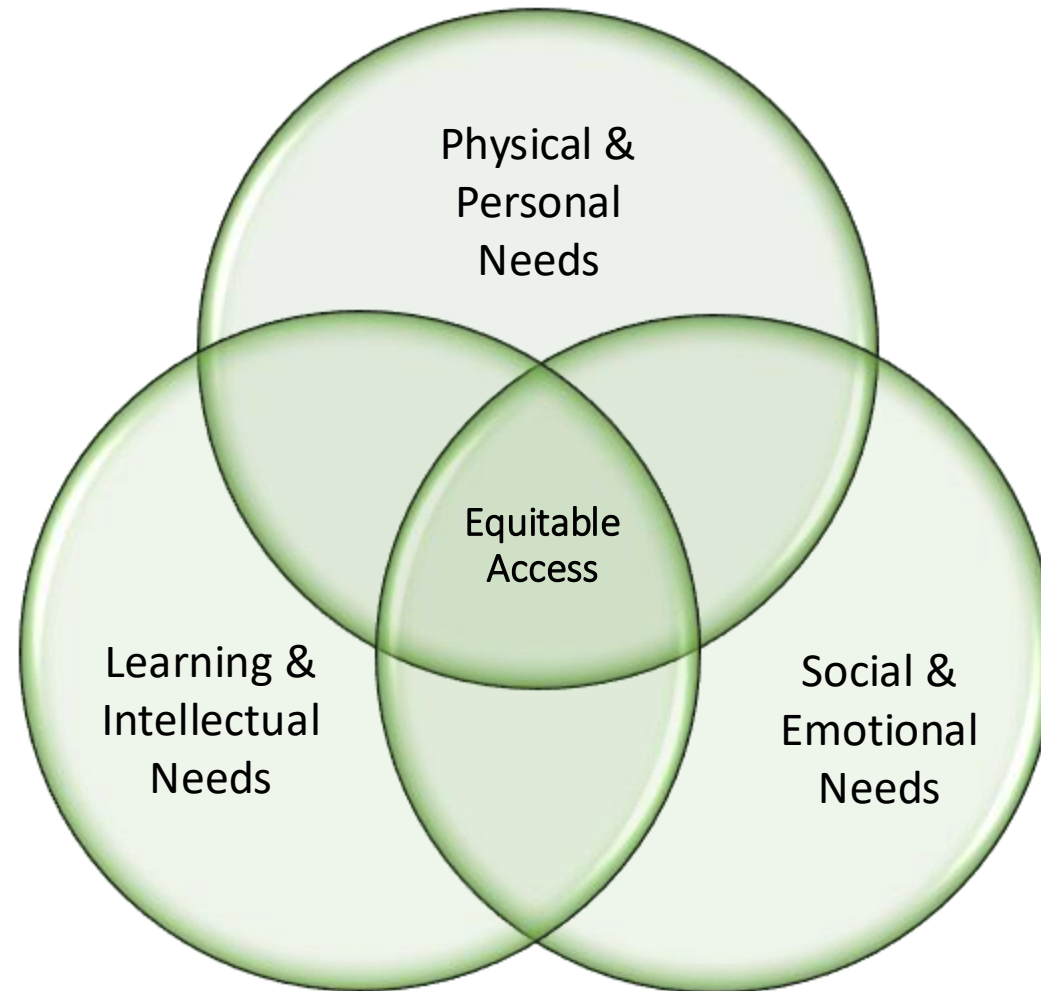 Physical &
Personal
Needs
Equitable
Access
Learning &
Intellectual
Needs
Social &
Emotional
Needs